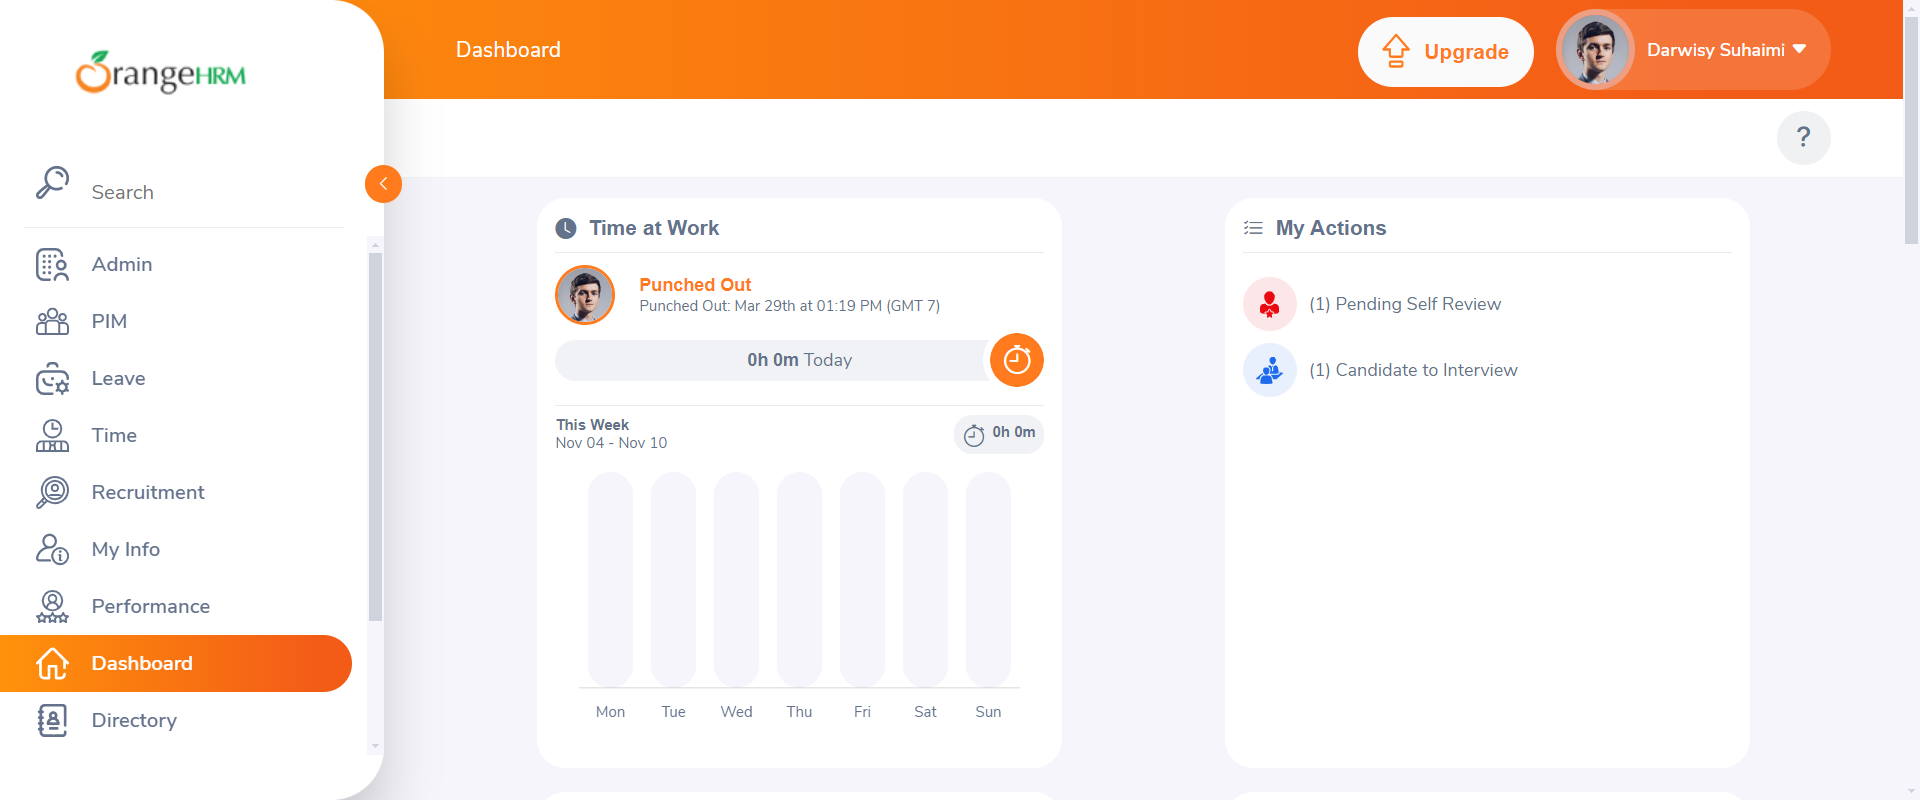 OrangeHRM
Dashboard
Upgrade
Darwisy Suhaimi
?
Search
Admin
PIM
Leave
Time
Recruitment
My Info
Performance
Dashboard
Directory
Time at Work
Punched Out
Punched Out: Mar 29th at 01:19 PM (GMT 7)
0h 0m Today
This Week
Nov 04 - Nov 10
0h 0m
Mon Tue Wed Thu Fri Sat Sun
My Actions
(1) Pending Self Review
(1) Candidate to Interview